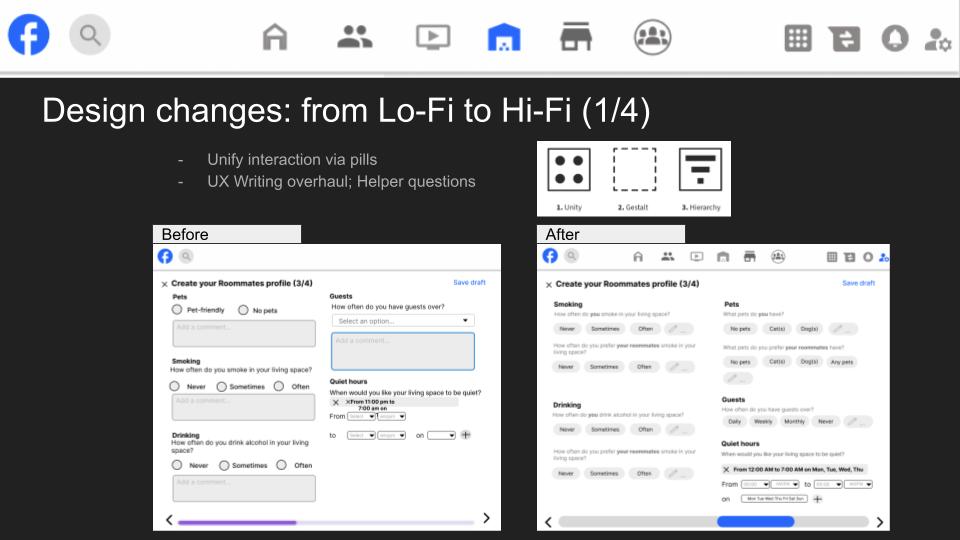 Design changes: from Lo-Fi to Hi-Fi (1/4)
- Unify interaction via pills
- UX Writing overhaul; Helper questions
1. Unity
2. Gestalt
3. Hierarchy
Before
Create your Roommates profile (3/4)
Save draft
Pets
Pet-friendly No pets
Add a comment...
Smoking
How often do you smoke in your living space?
Never Sometimes Often
Add a comment...
Drinking
How often do you drink alcohol in your living
space?
Never Sometimes Often
Add a comment...
Guests
How often do you have guests over?
Select an option...
Add a comment...
Quiet hours
When would you like your living space to be quiet?
From 11:00 pm to
7:00 am on
From Select
to Select on
After
Create your Roommates profile (3/4)
Save draft
Smoking
How often do you smoke in your living space?
Never Sometimes Often ...
How often do you prefer your roommates smoke in your
living space?
Never Sometimes Often ...
Drinking
How often do you drink alcohol in your living space?
Never Sometimes Often ...
How often do you prefer your roommates smoke in your
living space?
Never Sometimes Often ...
Pets
What pets do you have?
No pets Cat(s) Dog(s) ...
What pets do you prefer your roommates have?
No pets Cat(s) Dog(s) Any pets
...
Guests
How often do you have guests over?
Daily Weekly Monthly Never ...
Quiet hours
When would you like your living space to be quiet?
From 12:00 AM to 7:00 AM on Mon, Tue, Wed, Thu
From 00:00 AM/PM to 00:00 AM/PM
on Mon Tue Wed Thu Fri Sat Sun